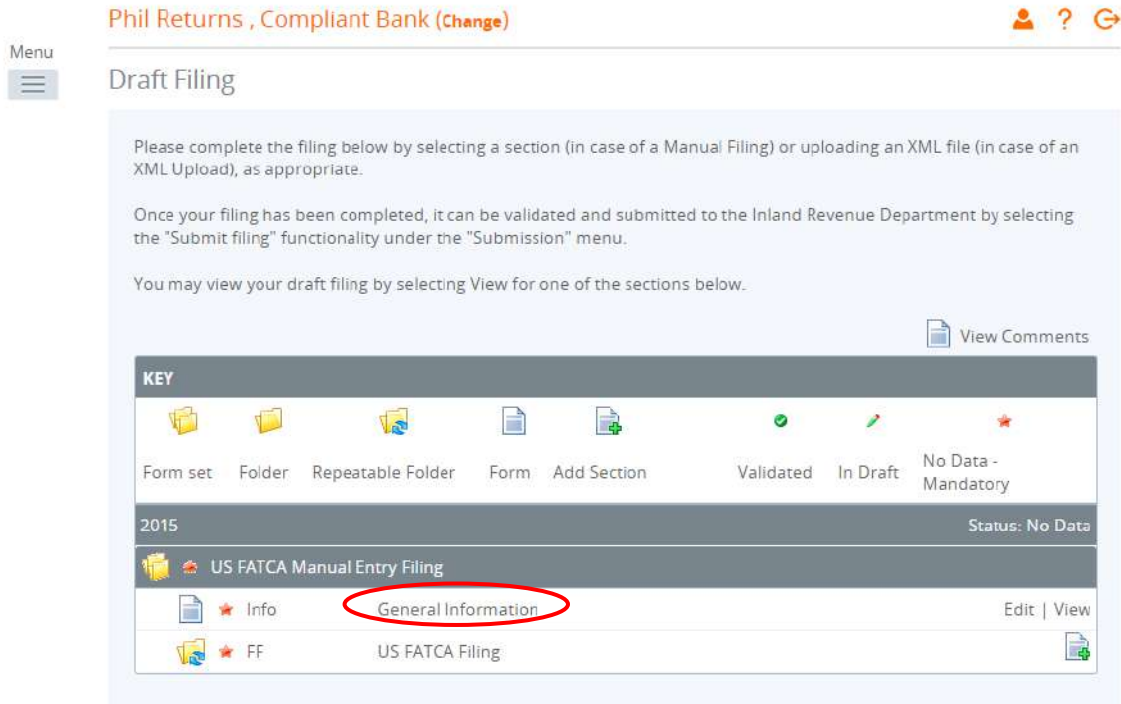 Phil Returns , Compliant Bank (Change)
?
Menu
Draft Filing
Please complete the filing below by selecting a section (in case of a Manual Filing) or uploading an XML file (in case of an
XML Upload), as appropriate.
Once your filing has been completed, it can be validated and submitted to the Inland Revenue Department by selecting
the "Submit filing" functionality under the "Submission" menu.
You may view your draft filing by selecting View for one of the sections below.
View Comments
KEY
Form set Folder Repeatable Folder Form Add Section Validated In Draft No Data -
Mandatory
2015 Status: No Data
US FATCA Manual Entry Filing
Info General Information Edit | View
FF US FATCA Filing